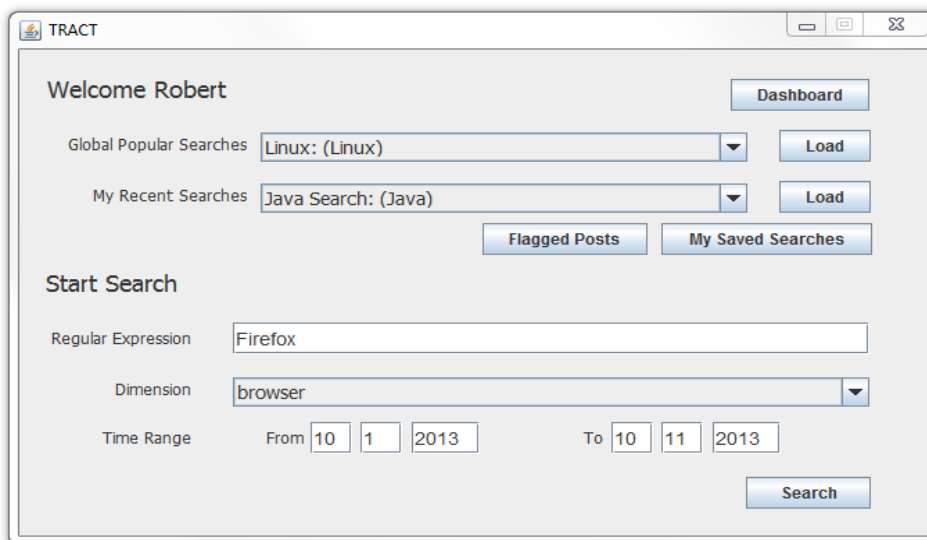 TRACT
Welcome Robert
Dashboard
Global Popular Searches Linux: (Linux) Load
My Recent Searches Java Search: (Java) Load
Flagged Posts My Saved Searches
Start Search
Regular Expression Firefox
Dimension browser
Time Range From 10 1 2013 To 10 11 2013
Search